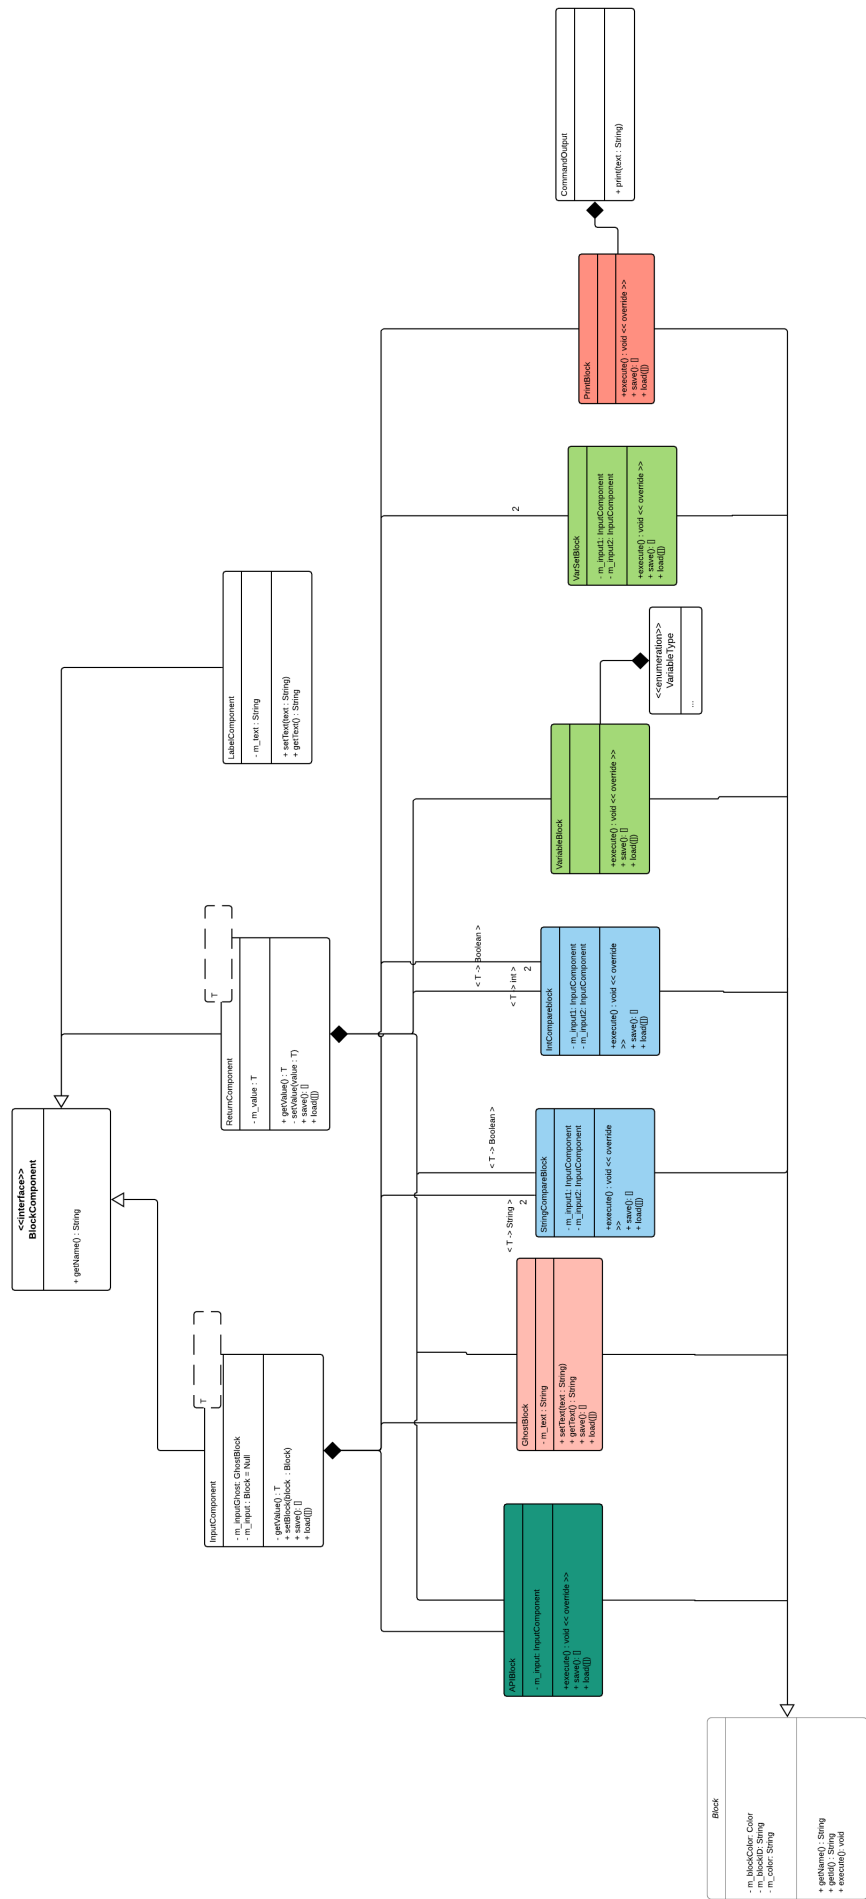 <<interface>>
BlockComponent
+ getName() : String
InputComponent
T
- m_inputGhost: GhostBlock
- m_input : Block = Null
- getValue() : T
+ setBlock(block : Block)
+ save(): []
+ load([])
ReturnComponent
T
- m_value : T
+ getValue() : T
- setValue(value : T)
+ save(): []
+ load([])
LabelComponent
- m_text : String
+ setText(text : String)
+ getText() : String
APIBlock
- m_input: InputComponent
+execute() : void << override >>
+ save(): []
+ load([])
GhostBlock
- m_text : String
+ setText(text : String)
+ getText() : String
+ save(): []
+ load([])
< T -> String >
2
< T -> Boolean >
StringCompareBlock
- m_input1: InputComponent
- m_input2: InputComponent
+execute() : void << override
>>
+ save(): []
+ load([])
< T -> Boolean >
< T -> int >
2
IntCompareblock
- m_input1: InputComponent
- m_input2: InputComponent
+execute() : void << override
>>
+ save(): []
+ load([])
VariableBlock
+execute() : void << override >>
+ save(): []
+ load([])
<<enumeration>>
VariableType
...
2
VarSetBlock
- m_input1: InputComponent
- m_input2: InputComponent
+execute() : void << override >>
+ save(): []
+ load([])
PrintBlock
+execute() : void << override >>
+ save(): []
+ load([])
CommandOutput
+ print(text : String)
Block
- m_blockColor: Color
- m_blockID: String
- m_color: String
+ getName() : String
+ getId() : String
+ execute(): void